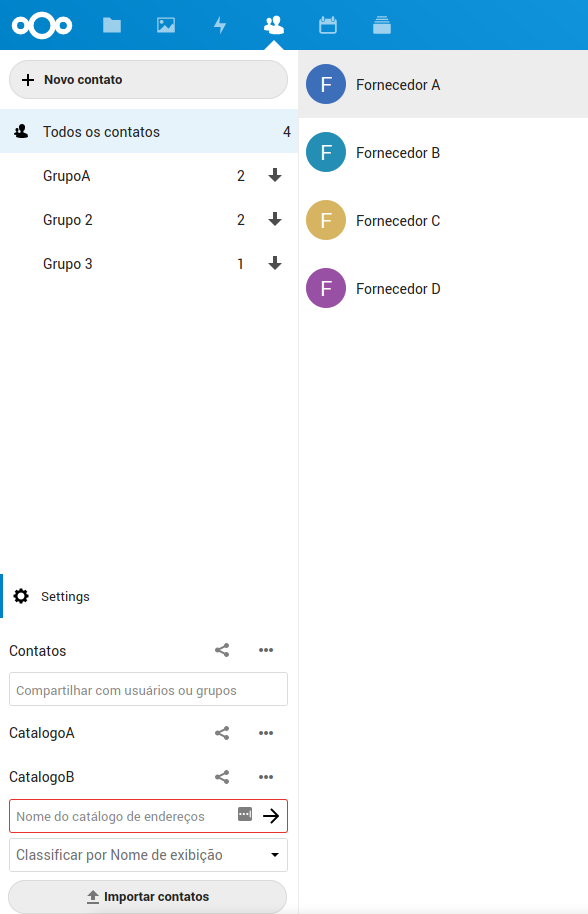 Novo contato
Todos os contatos 4
GrupoA 2
Grupo 2 2
Grupo 3 1
F Fornecedor A
F Fornecedor B
F Fornecedor C
F Fornecedor D
Settings
Contatos
Compartilhar com usuários ou grupos
CatalogoA
CatalogoB
Nome do catálogo de endereços
Classificar por Nome de exibição
Importar contatos